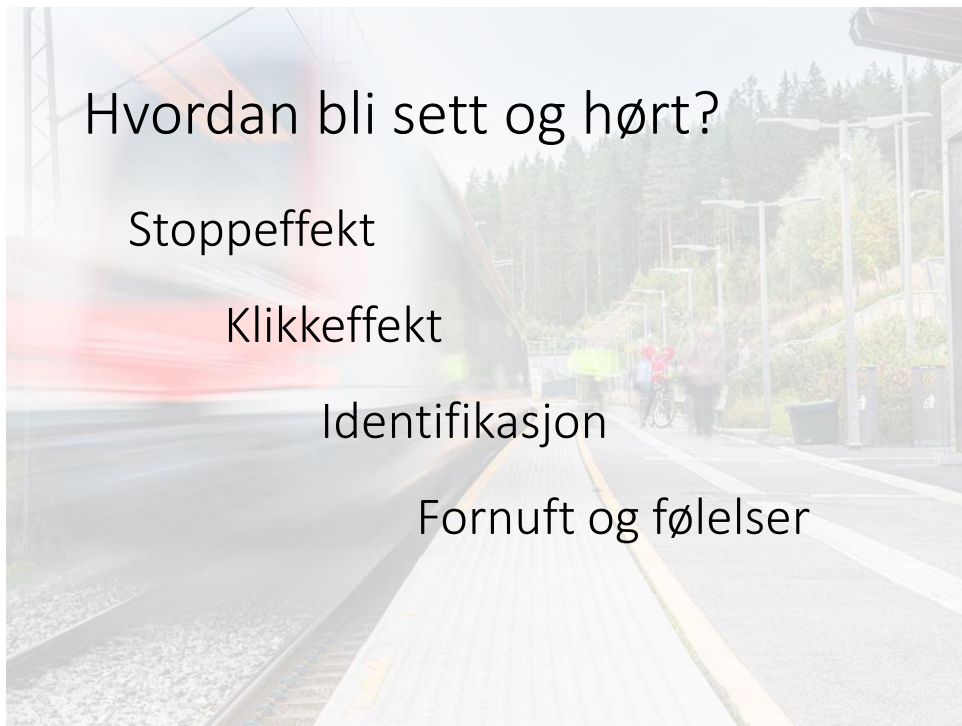 Hvordan bli sett og hørt?
Stoppeffekt
Klikkeffekt
Identifikasjon
Fornuft og følelser